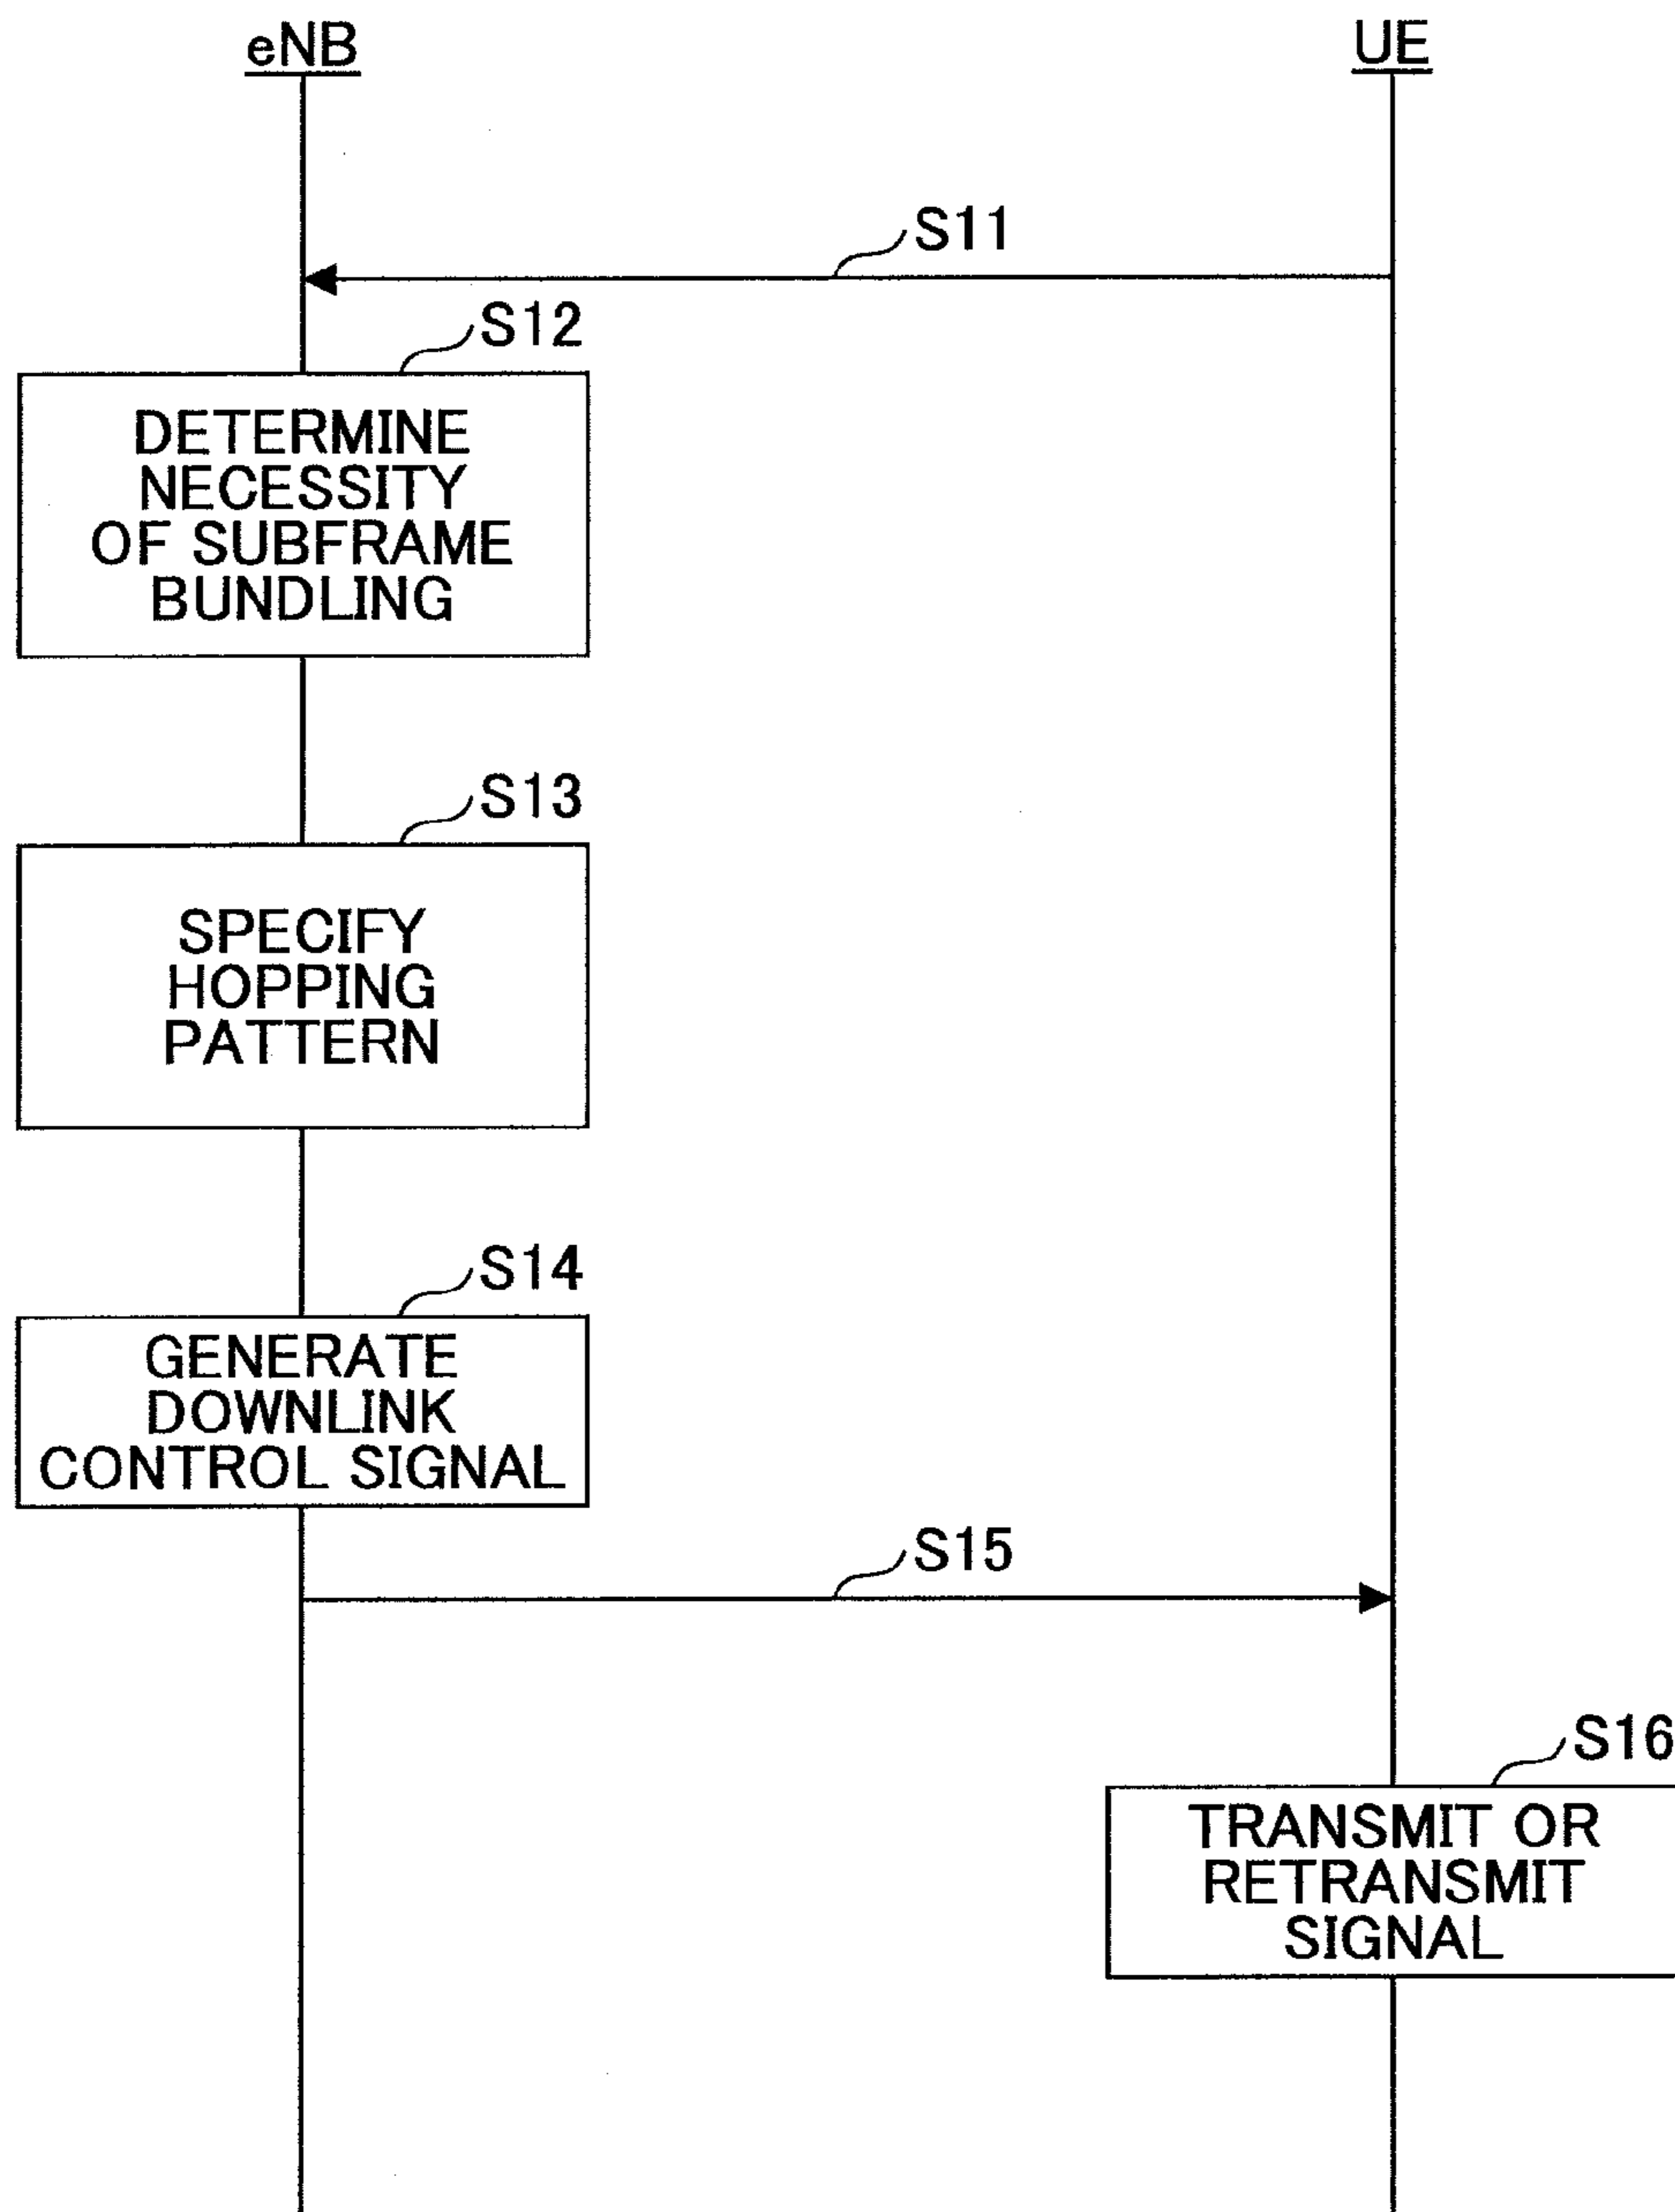 eNB
UE
S11
S12
DETERMINE
NECESSITY
OF SUBFRAME
BUNDLING
S13
SPECIFY
HOPPING
PATTERN
S14
GENERATE
DOWNLINK
CONTROL SIGNAL
S15
S16
TRANSMIT OR
RETRANSMIT
SIGNAL